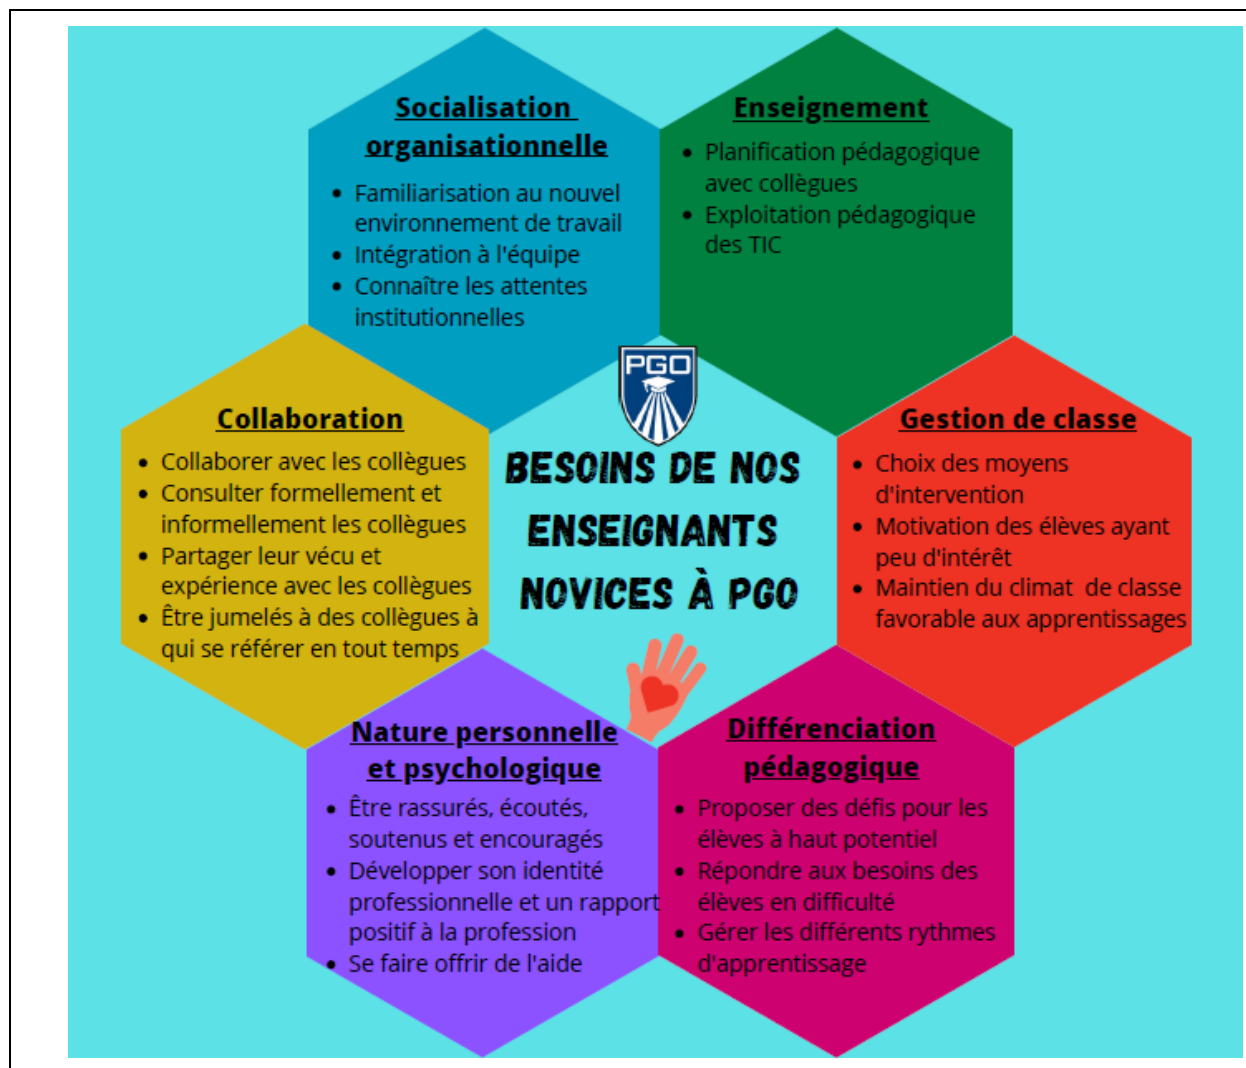 Socialisation
organisationnelle
• Familiarisation au nouvel
environnement de travail
• Intégration à l'équipe
• Connaître les attentes
institutionnelles
Enseignement
• Planification pédagogique
avec collègues
• Exploitation pédagogique
des TIC
Collaboration
• Collaborer avec les collègues
• Consulter formellement et
informellement les collègues
• Partager leur vécu et
expérience avec les collègues
• Être jumelés à des collègues à
qui se référer en tout temps
PGO
BESOINS DE NOS
ENSEIGNANTS
NOVICES À PGO
Gestion de classe
• Choix des moyens
d'intervention
• Motivation des élèves ayant
peu d'intérêt
• Maintien du climat de classe
favorable aux apprentissages
Nature personnelle
et psychologique
• Être rassurés, écoutés,
soutenus et encouragés
• Développer son identité
professionnelle et un rapport
positif à la profession
• Se faire offrir de l'aide
Différenciation
pédagogique
• Proposer des défis pour les
élèves à haut potentiel
• Répondre aux besoins des
élèves en difficulté
• Gérer les différents rythmes
d'apprentissage